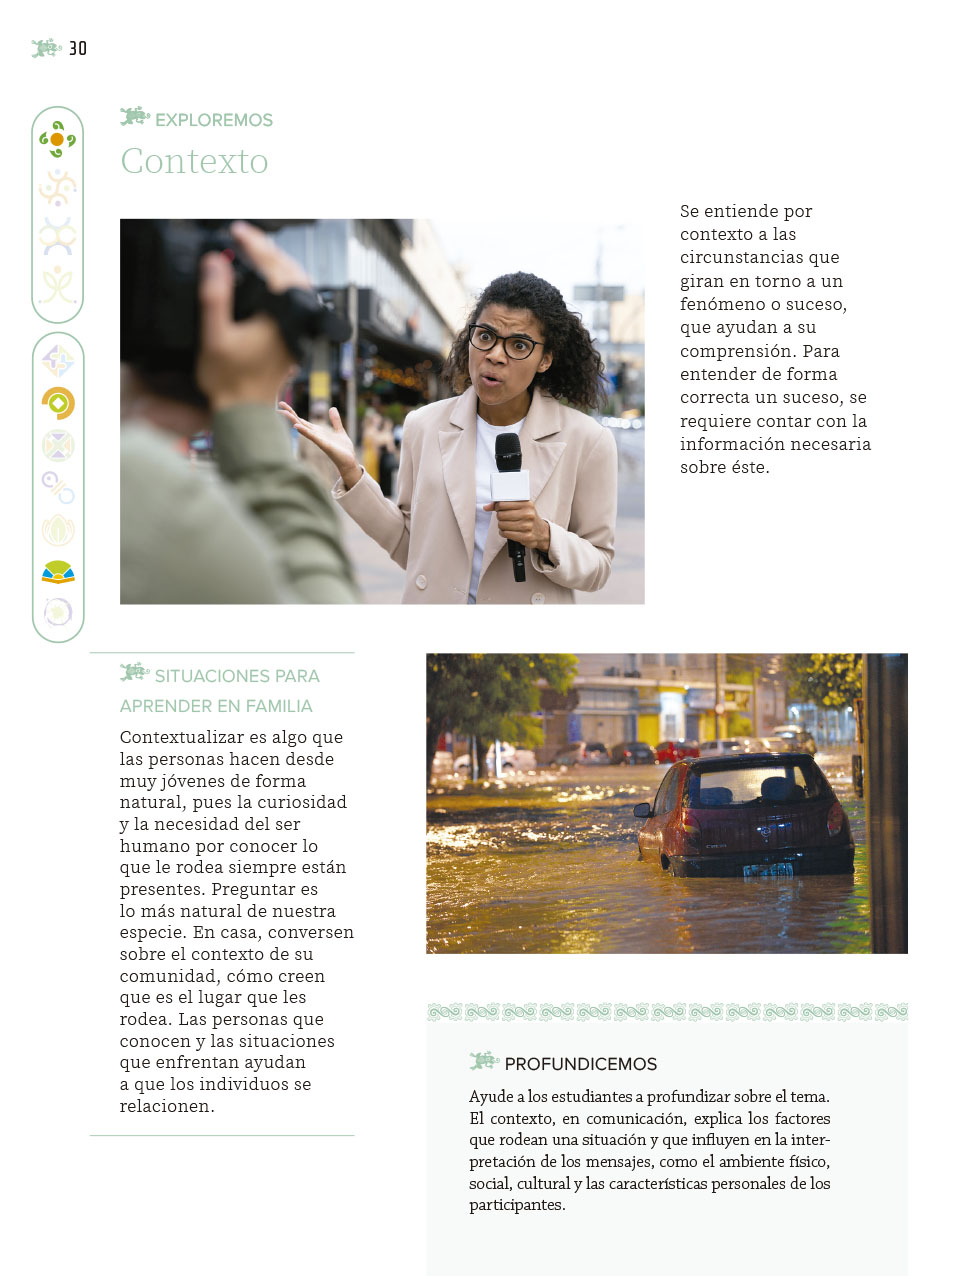 30
EXPLOREMOS
Contexto
Se entiende por
contexto a las
circunstancias que
giran en torno a un
fenómeno o suceso,
que ayudan a su
comprensión. Para
entender de forma
correcta un suceso, se
requiere contar con la
información necesaria
sobre éste.
SITUACIONES PARA
APRENDER EN FAMILIA
Contextualizar es algo que
las personas hacen desde
muy jóvenes de forma
natural, pues la curiosidad
y la necesidad del ser
humano por conocer lo
que le rodea siempre están
presentes. Preguntar es
lo más natural de nuestra
especie. En casa, conversen
sobre el contexto de su
comunidad, cómo creen
que es el lugar que les
rodea. Las personas que
conocen y las situaciones
que enfrentan ayudan
a que los individuos se
relacionen.
PROFUNDICEMOS
Ayude a los estudiantes a profundizar sobre el tema.
El contexto, en comunicación, explica los factores
que rodean una situación y que influyen en la inter-
pretación de los mensajes, como el ambiente físico,
social, cultural y las características personales de los
participantes.